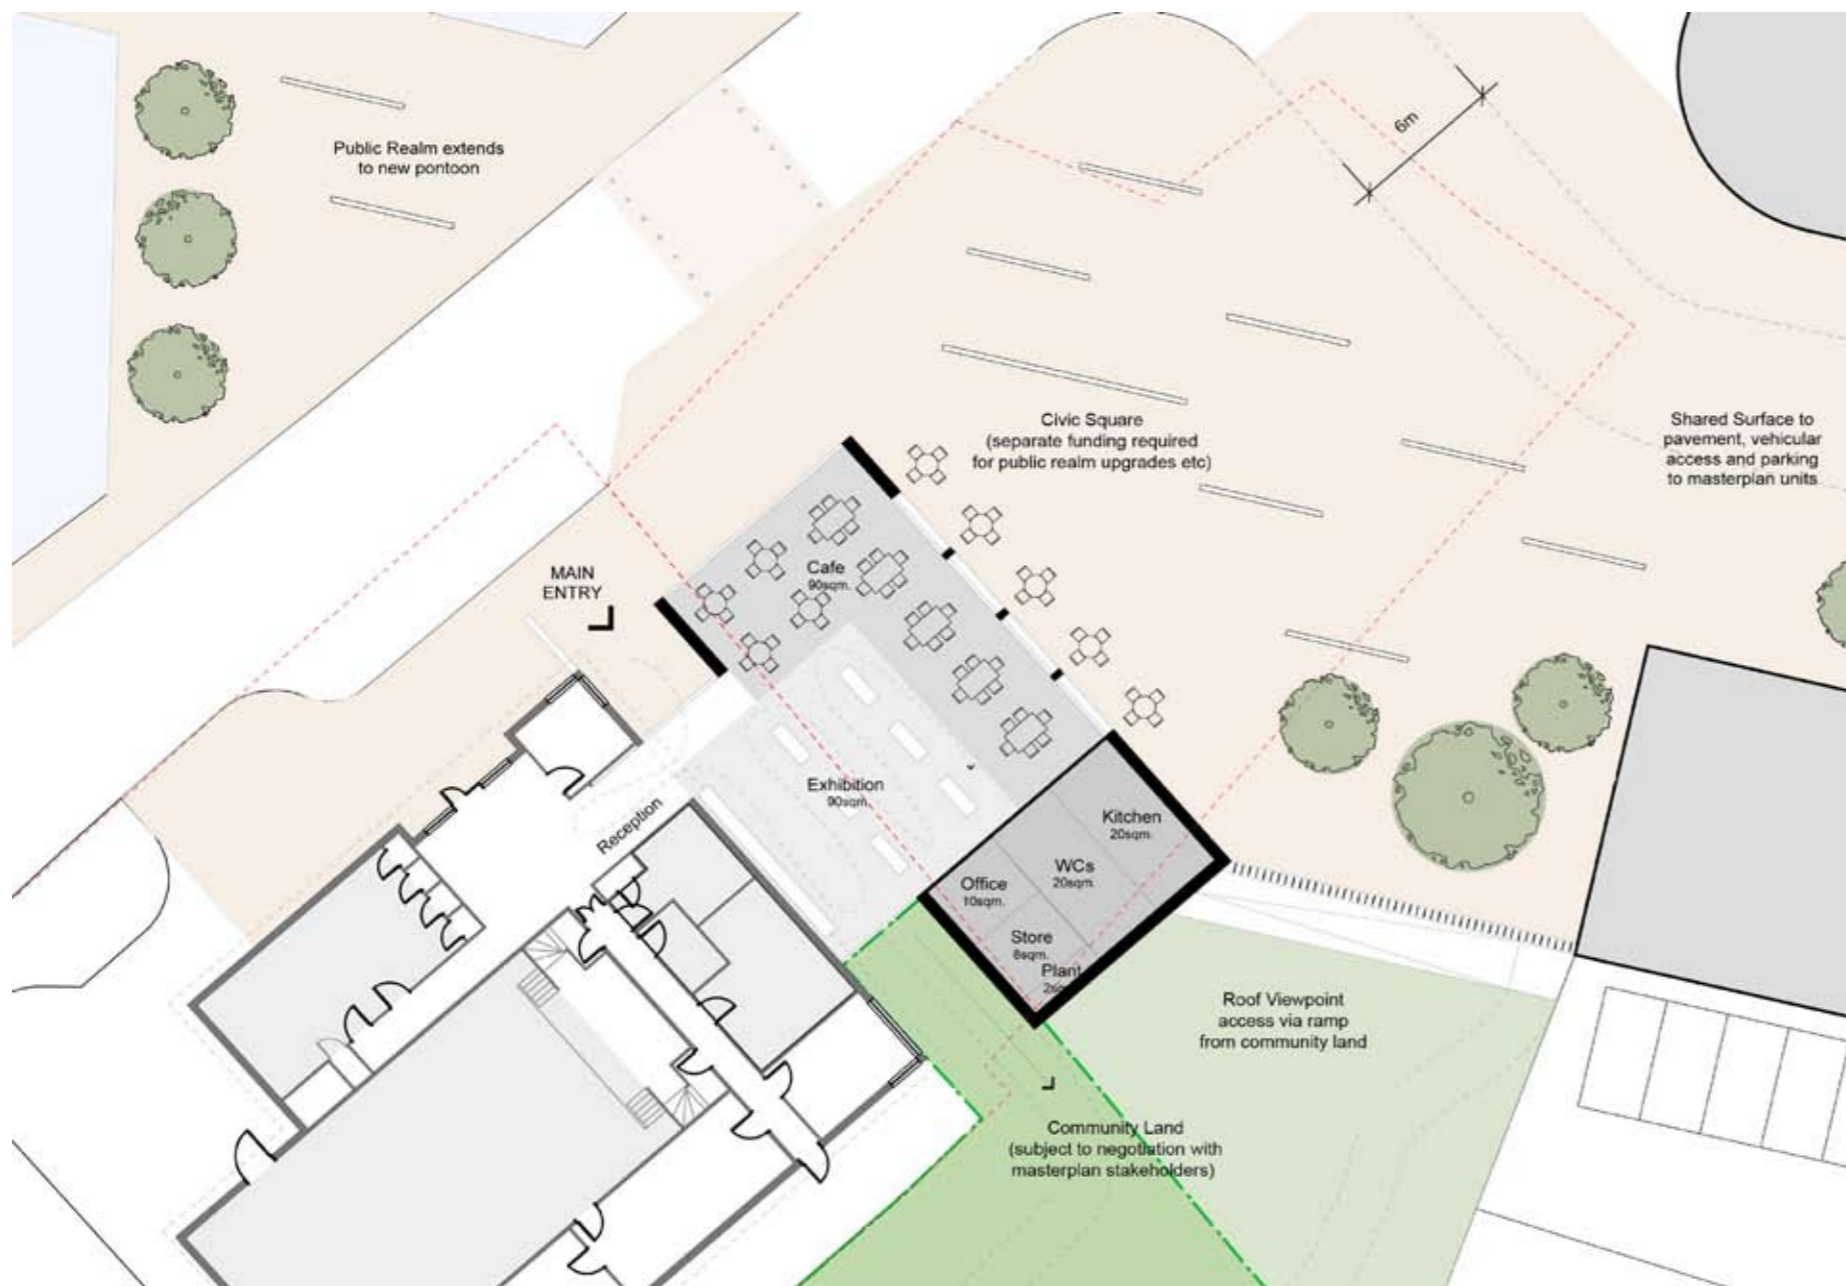 Public Realm extends
to new pontoon
6m
Civic Square
(separate funding required
for public realm upgrades etc)
Shared Surface to
pavement, vehicular
access and parking
to masterplan units
MAIN
ENTRY
Cafe
90sqm.
Exhibition
90sqm.
Reception
Kitchen
20sqm.
WCs
20sqm.
Office
10sqm.
Store
8sqm.
Plant
Roof Viewpoint
access via ramp
from community land
Community Land
(subject to negotiation with
masterplan stakeholders)